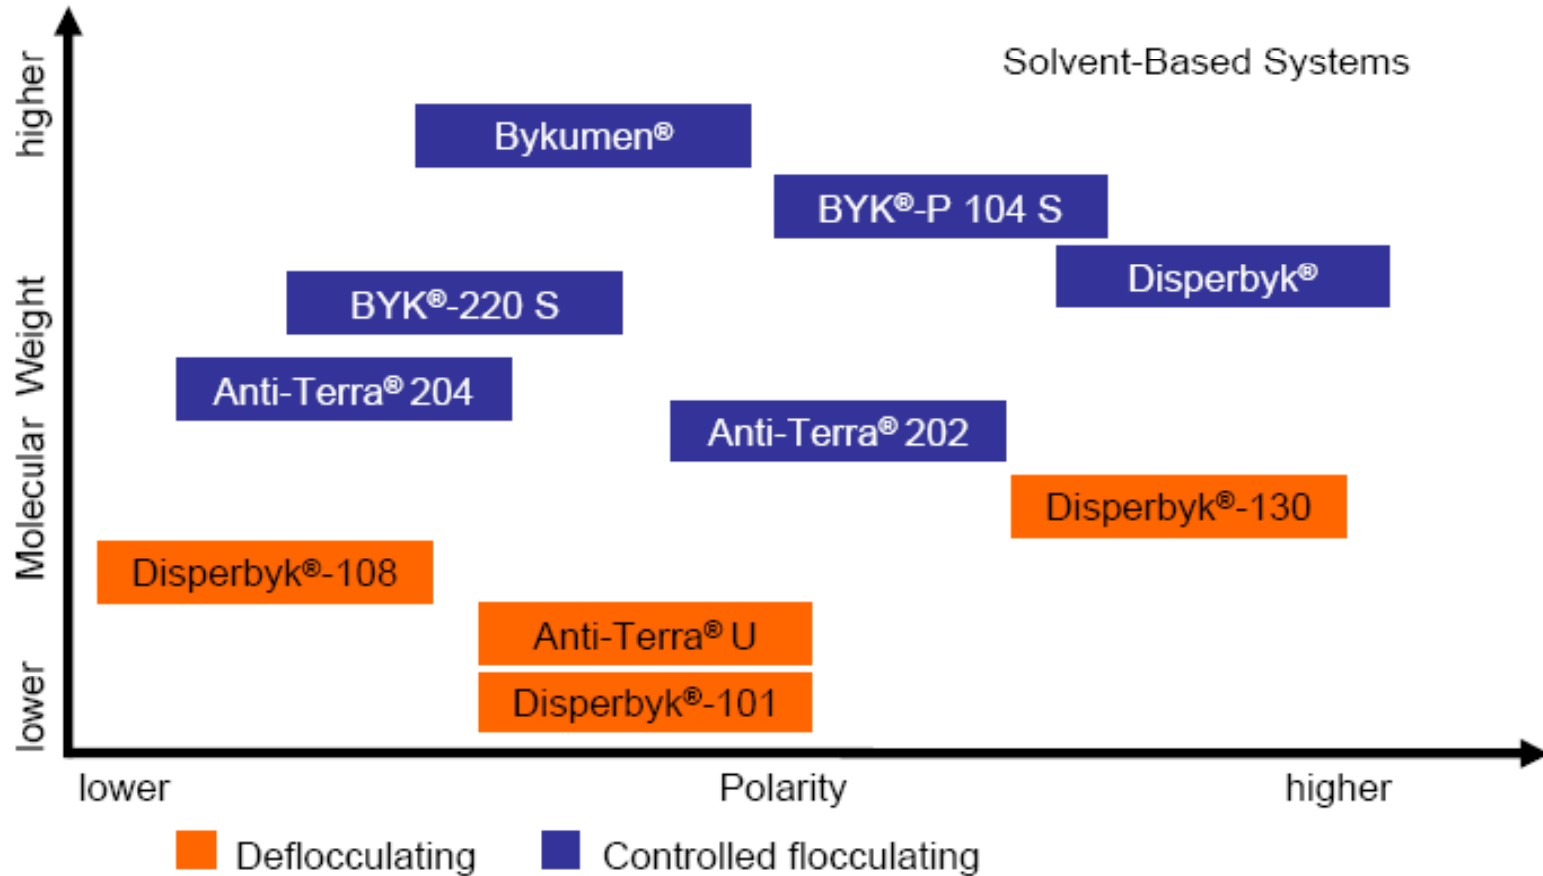 higher
Solvent-Based Systems
Bykumen®
BYK®-P 104 S
Disperbyk®
BYK®-220 S
Molecular Weight
Anti-Terra® 204
Anti-Terra® 202
Disperbyk®-130
Disperbyk®-108
Anti-Terra® U
Disperbyk®-101
lower
lower
Polarity
higher
Deflocculating
Controlled flocculating